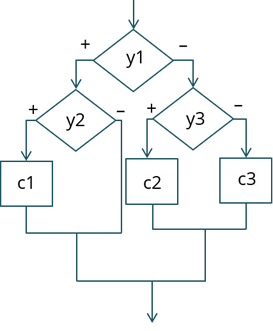 + y1 –
+ y2 – + y3 –
c1 c2 c3